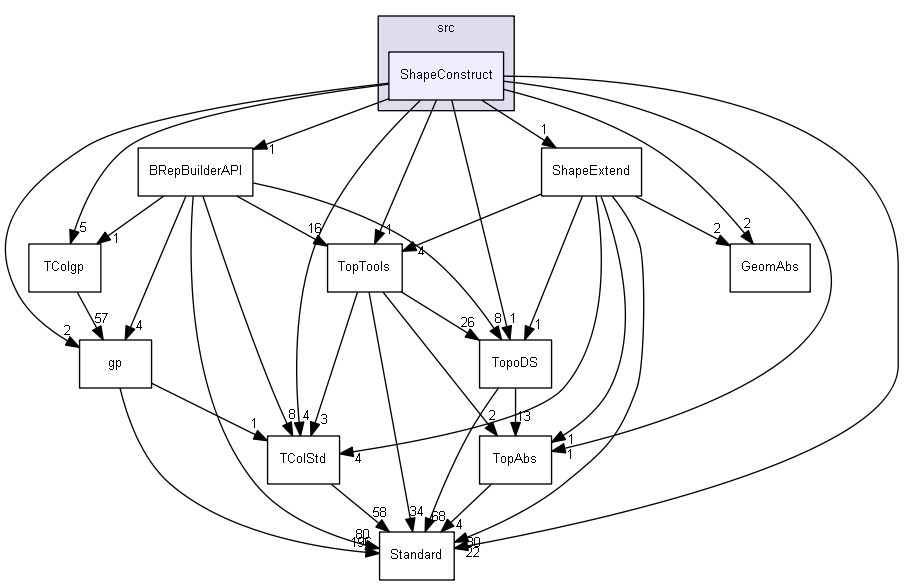 src
ShapeConstruct
1
1
BRepBuilderAPI
ShapeExtend
5
1
16
1
4
2
2
TColgp
TopTools
GeomAbs
57
4
26
8
1
1
2
gp
TopoDS
1
8
4
3
2
13
1
1
4
TColStd
TopAbs
58
34
68
4
80
22
Standard